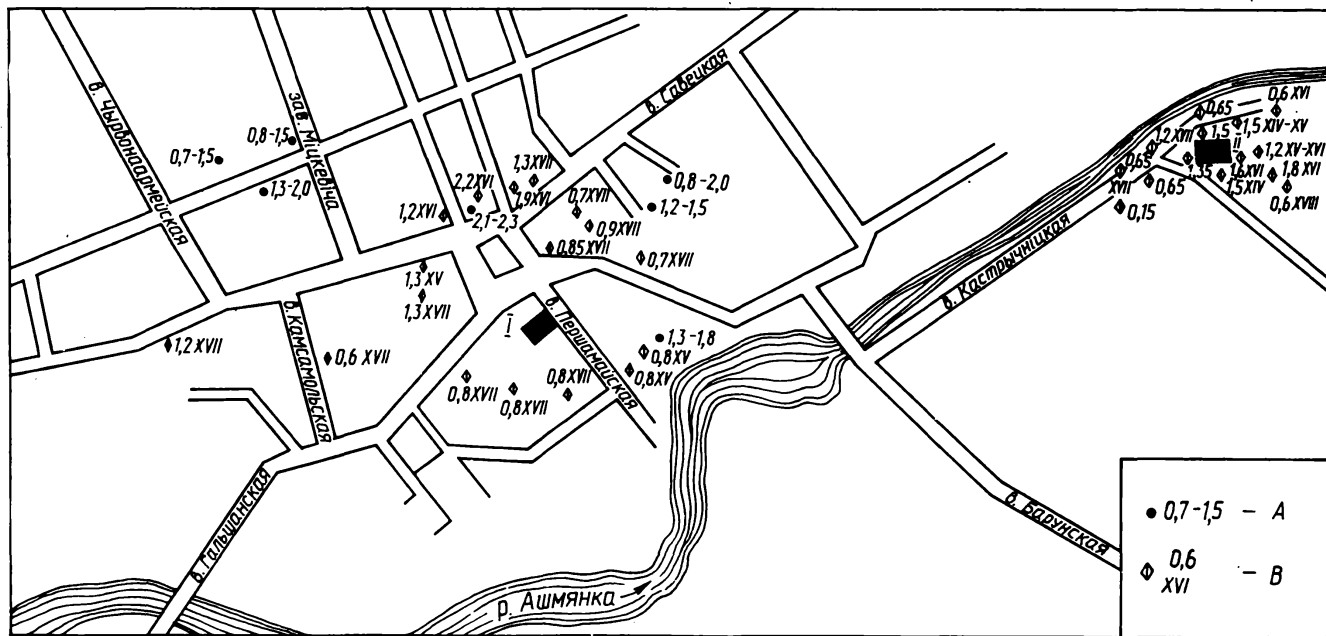 в. Чырвонаармейская
зав. Міцкевіча
в. Савецкая
0,7-1,5
0,8-1,5
1,3-2,0
1,2 XVI
2,2 XVI
2,1-2,3
1,3 XVII
1,9 XVI
0,7 XVII
0,9 XVII
0,85 XVII
0,7 XVII
0,8-2,0
1,2-1,5
1,3 XV
1,3 XVII
1,2 XVII
в. Камсамольская
0,6 XVII
I
в. Першамайская
1,3-1,8
0,8 XV
0,8 XV
0,8 XVII
0,8 XVII
0,8 XVII
в. Гальшанская
р. Ашмянка
в. Барунская
в. Кастрычніцкая
0,65
0,6 XVI
1,2 XVII
1,5
1,5 XIV-XV
II
1,2 XV-XVI
0,65 XVII
1,35
1,6 XVI
1,8 XVI
0,65
1,5 XIV
0,6 XVIII
0,15
0,7-1,5 - А
0,6 XVI - В